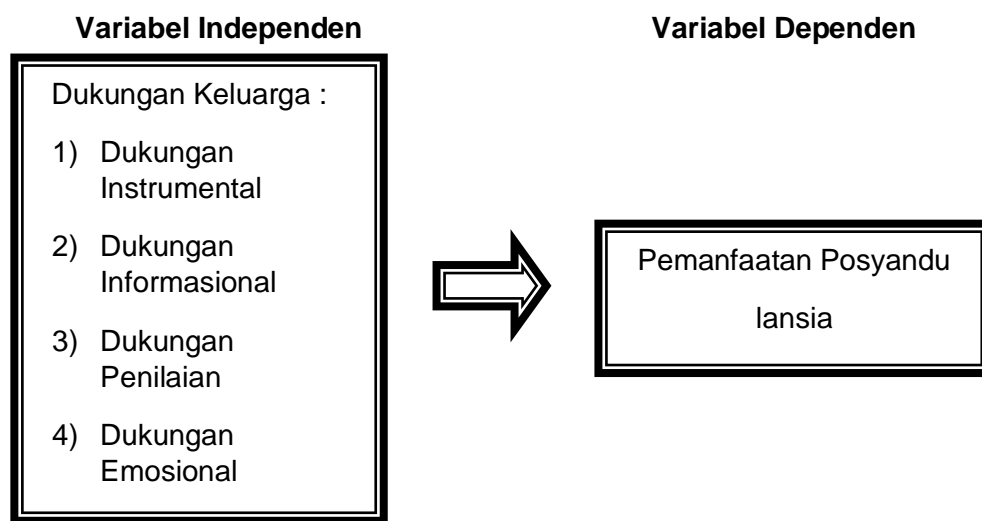 Variabel Independen
Variabel Dependen
Dukungan Keluarga :
1) Dukungan
Instrumental
2) Dukungan
Informasional
3) Dukungan
Penilaian
4) Dukungan
Emosional
Pemanfaatan Posyandu
lansia